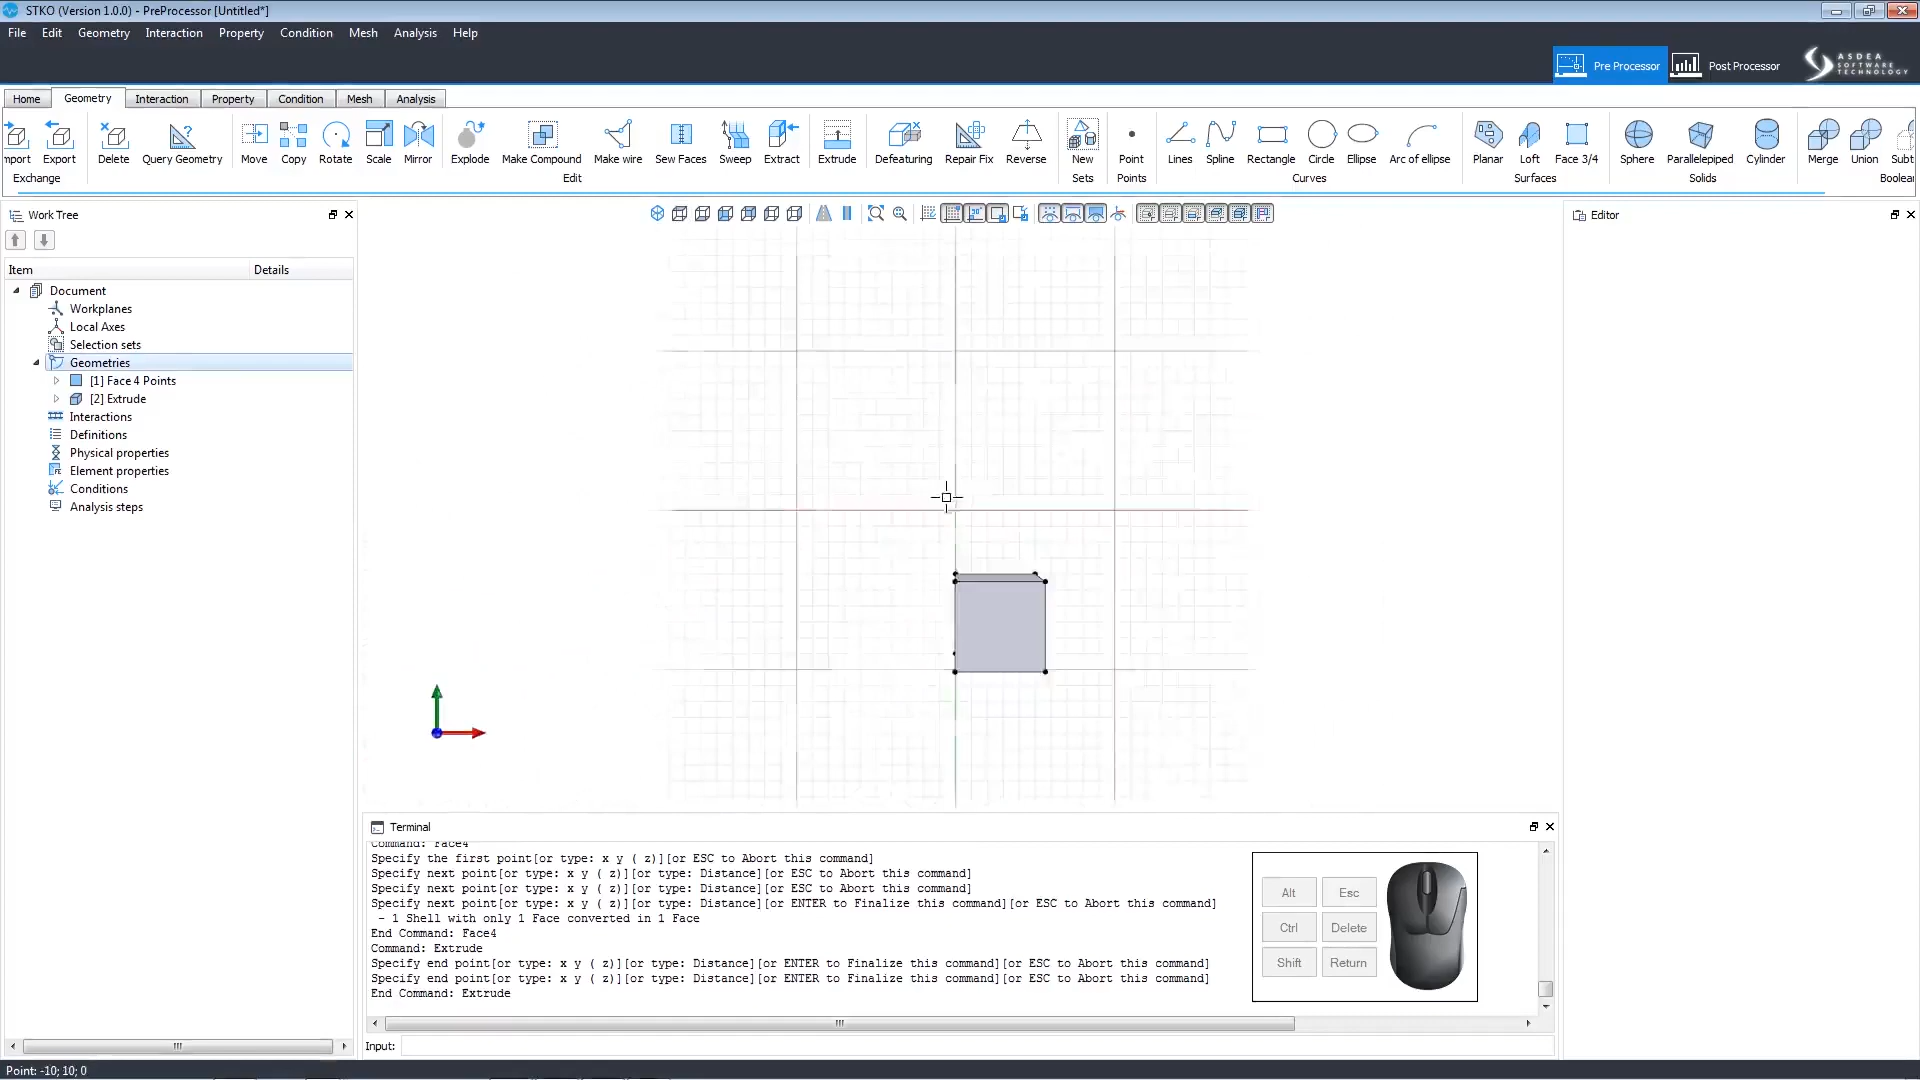 STKO (Version 1.0.0) - PreProcessor [Untitled*]
File Edit Geometry Interaction Property Condition Mesh Analysis Help
Pre Processor Post Processor ASDEA SOFTWARE TECHNOLOGY
Home Geometry Interaction Property Condition Mesh Analysis
mport Export Delete Query Geometry Move Copy Rotate Scale Mirror Explode Make Compound Make wire Sew Faces Sweep Extract Extrude Defeaturing Repair Fix Reverse New Point Lines Spline Rectangle Circle Ellipse Arc of ellipse Planar Loft Face 3/4 Sphere Parallelepiped Cylinder Merge Union Subt
Exchange Edit Sets Points Curves Surfaces Solids Boolear
Work Tree
Editor
Item Details
Document
Workplanes
Local Axes
Selection sets
Geometries
[1] Face 4 Points
[2] Extrude
Interactions
Definitions
Physical properties
Element properties
Conditions
Analysis steps
Terminal
Command: Face4
Specify the first point[or type: x y ( z)][or ESC to Abort this command]
Specify next point[or type: x y ( z)][or type: Distance][or ESC to Abort this command]
Specify next point[or type: x y ( z)][or type: Distance][or ESC to Abort this command]
Specify next point[or type: x y ( z)][or type: Distance][or ENTER to Finalize this command][or ESC to Abort this command]
- 1 Shell with only 1 Face converted in 1 Face
End Command: Face4
Command: Extrude
Specify end point[or type: x y ( z)][or type: Distance][or ENTER to Finalize this command][or ESC to Abort this command]
Specify end point[or type: x y ( z)][or type: Distance][or ENTER to Finalize this command][or ESC to Abort this command]
End Command: Extrude
Alt Esc
Ctrl Delete
Shift Return
Input:
Point: -10; 10; 0